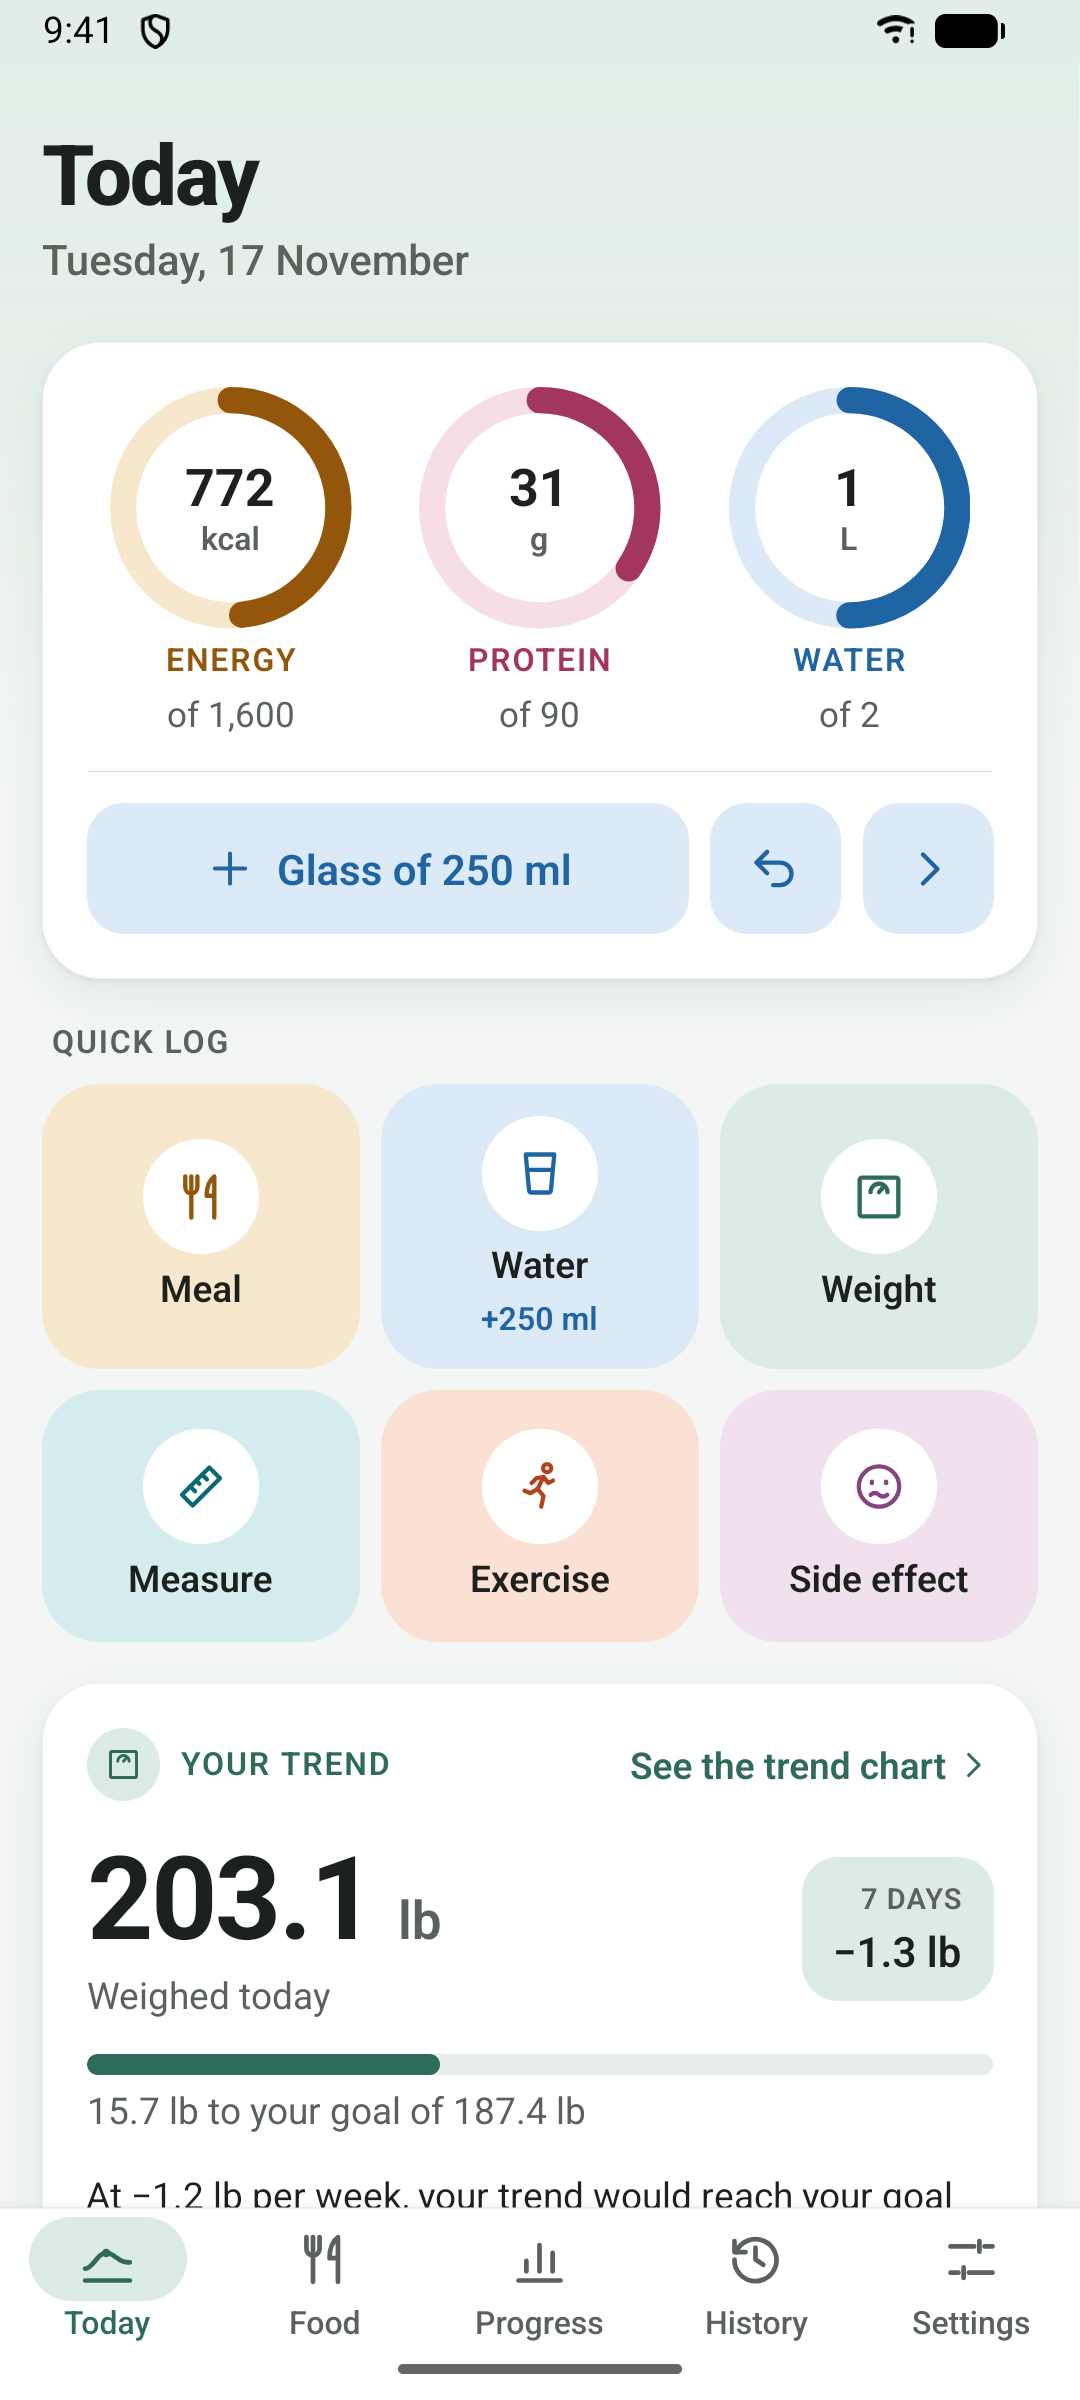 9:41
Today
Tuesday, 17 November
772
kcal
ENERGY
of 1,600
31
g
PROTEIN
of 90
1
L
WATER
of 2
Glass of 250 ml
QUICK LOG
Meal
Water
+250 ml
Weight
Measure
Exercise
Side effect
YOUR TREND
See the trend chart
203.1 lb
Weighed today
7 DAYS
−1.3 lb
15.7 lb to your goal of 187.4 lb
At −1.2 lb per week, your trend would reach your goal
Today
Food
Progress
History
Settings